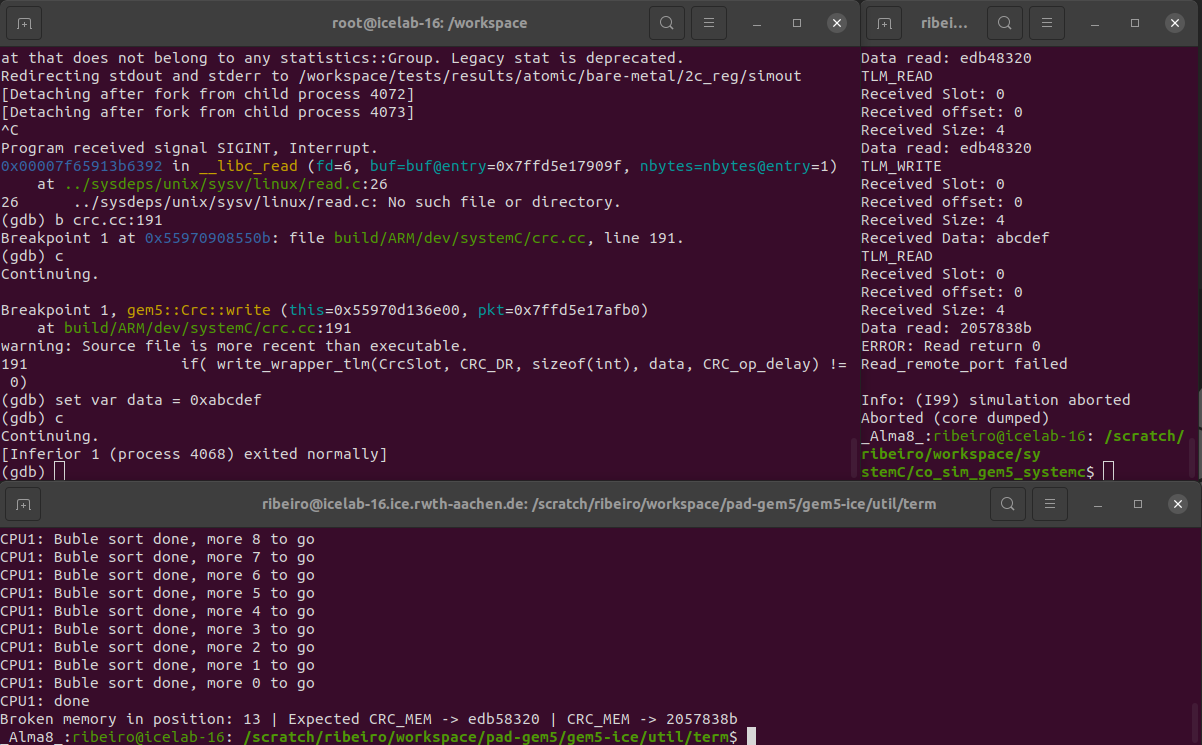 root@icelab-16: /workspace
at that does not belong to any statistics::Group. Legacy stat is deprecated.
Redirecting stdout and stderr to /workspace/tests/results/atomic/bare-metal/2c_reg/simout
[Detaching after fork from child process 4072]
[Detaching after fork from child process 4073]
^C
Program received signal SIGINT, Interrupt.
0x00007f65913b6392 in __libc_read (fd=6, buf=buf@entry=0x7ffd5e17909f, nbytes=nbytes@entry=1)
at ../sysdeps/unix/sysv/linux/read.c:26
26 ../sysdeps/unix/sysv/linux/read.c: No such file or directory.
(gdb) b crc.cc:191
Breakpoint 1 at 0x55970908550b: file build/ARM/dev/systemC/crc.cc, line 191.
(gdb) c
Continuing.
Breakpoint 1, gem5::Crc::write (this=0x55970d136e00, pkt=0x7ffd5e17afb0)
at build/ARM/dev/systemC/crc.cc:191
warning: Source file is more recent than executable.
191 if( write_wrapper_tlm(CrcSlot, CRC_DR, sizeof(int), data, CRC_op_delay) !=
0)
(gdb) set var data = 0xabcdef
(gdb) c
Continuing.
[Inferior 1 (process 4068) exited normally]
(gdb)
ribei...
Data read: edb48320
TLM_READ
Received Slot: 0
Received offset: 0
Received Size: 4
Data read: edb48320
TLM_WRITE
Received Slot: 0
Received offset: 0
Received Size: 4
Received Data: abcdef
TLM_READ
Received Slot: 0
Received offset: 0
Received Size: 4
Data read: 2057838b
ERROR: Read return 0
Read_remote_port failed
Info: (I99) simulation aborted
Aborted (core dumped)
_Alma8_:ribeiro@icelab-16: /scratch/
ribeiro/workspace/sy
stemC/co_sim_gem5_systemc$
ribeiro@icelab-16.ice.rwth-aachen.de: /scratch/ribeiro/workspace/pad-gem5/gem5-ice/util/term
CPU1: Buble sort done, more 8 to go
CPU1: Buble sort done, more 7 to go
CPU1: Buble sort done, more 6 to go
CPU1: Buble sort done, more 5 to go
CPU1: Buble sort done, more 4 to go
CPU1: Buble sort done, more 3 to go
CPU1: Buble sort done, more 2 to go
CPU1: Buble sort done, more 1 to go
CPU1: Buble sort done, more 0 to go
CPU1: done
Broken memory in position: 13 | Expected CRC_MEM -> edb58320 | CRC_MEM -> 2057838b
_Alma8_:ribeiro@icelab-16: /scratch/ribeiro/workspace/pad-gem5/gem5-ice/util/term$